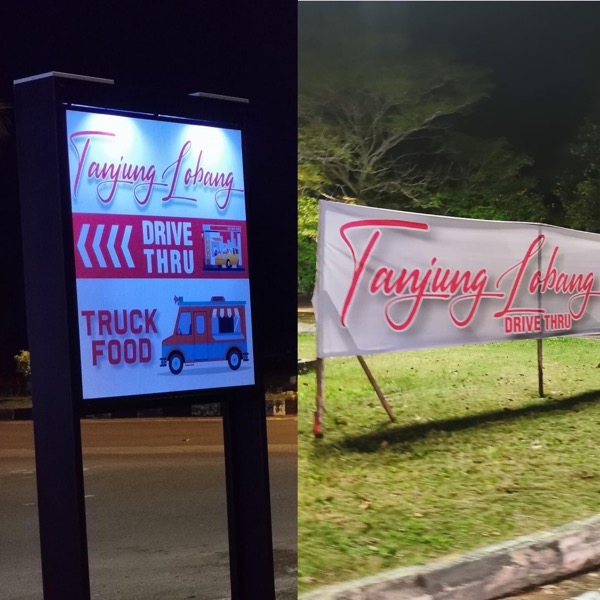 Tanjung Lobang
DRIVE
THRU
TRUCK
FOOD
Tanjung Lobang
DRIVE THRU